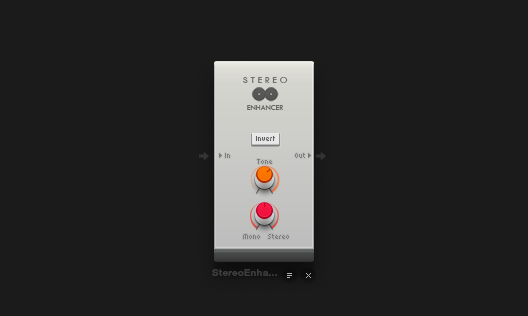 STEREO
ENHANCER
Invert
In
Out
Tone
Mono Stereo
StereoEnha...